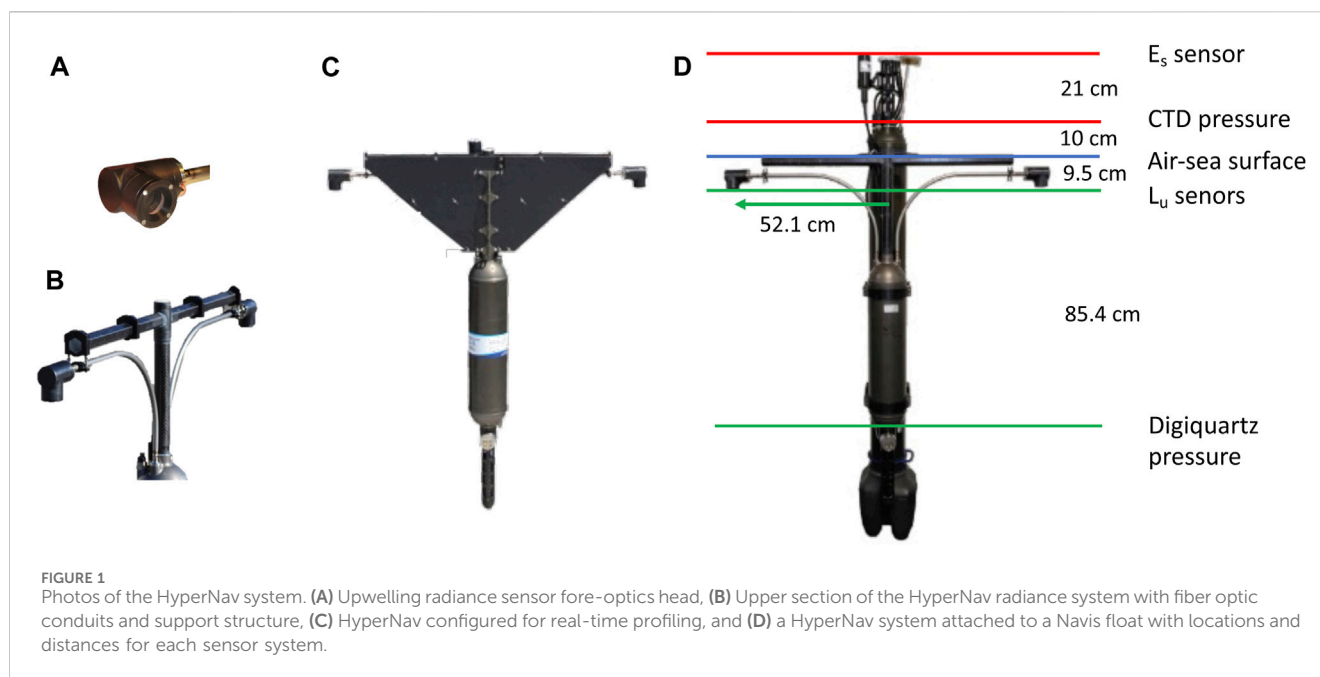 A
B
C
D
Es sensor
21 cm
CTD pressure
10 cm
Air-sea surface
9.5 cm
Lu senors
52.1 cm
85.4 cm
Digiquartz
pressure
FIGURE 1
Photos of the HyperNav system. (A) Upwelling radiance sensor fore-optics head, (B) Upper section of the HyperNav radiance system with fiber optic
conduits and support structure, (C) HyperNav configured for real-time profiling, and (D) a HyperNav system attached to a Navis float with locations and
distances for each sensor system.